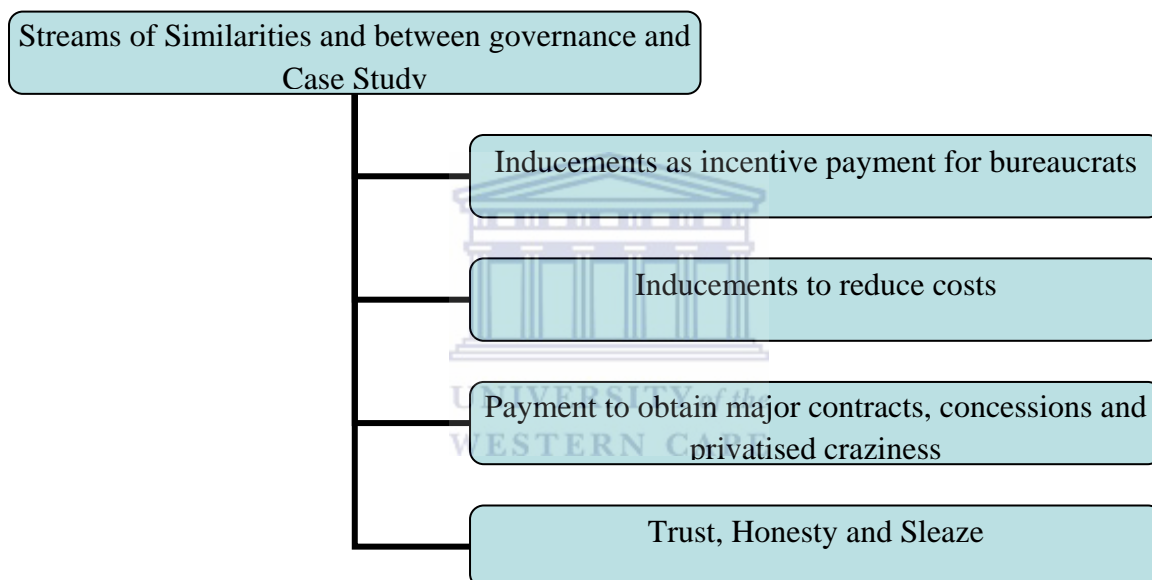 Streams of Similarities and between governance and
Case Study
Inducements as incentive payment for bureaucrats
Inducements to reduce costs
Payment to obtain major contracts, concessions and
privatised craziness
Trust, Honesty and Sleaze
UNIVERSITY of the
WESTERN CAPE